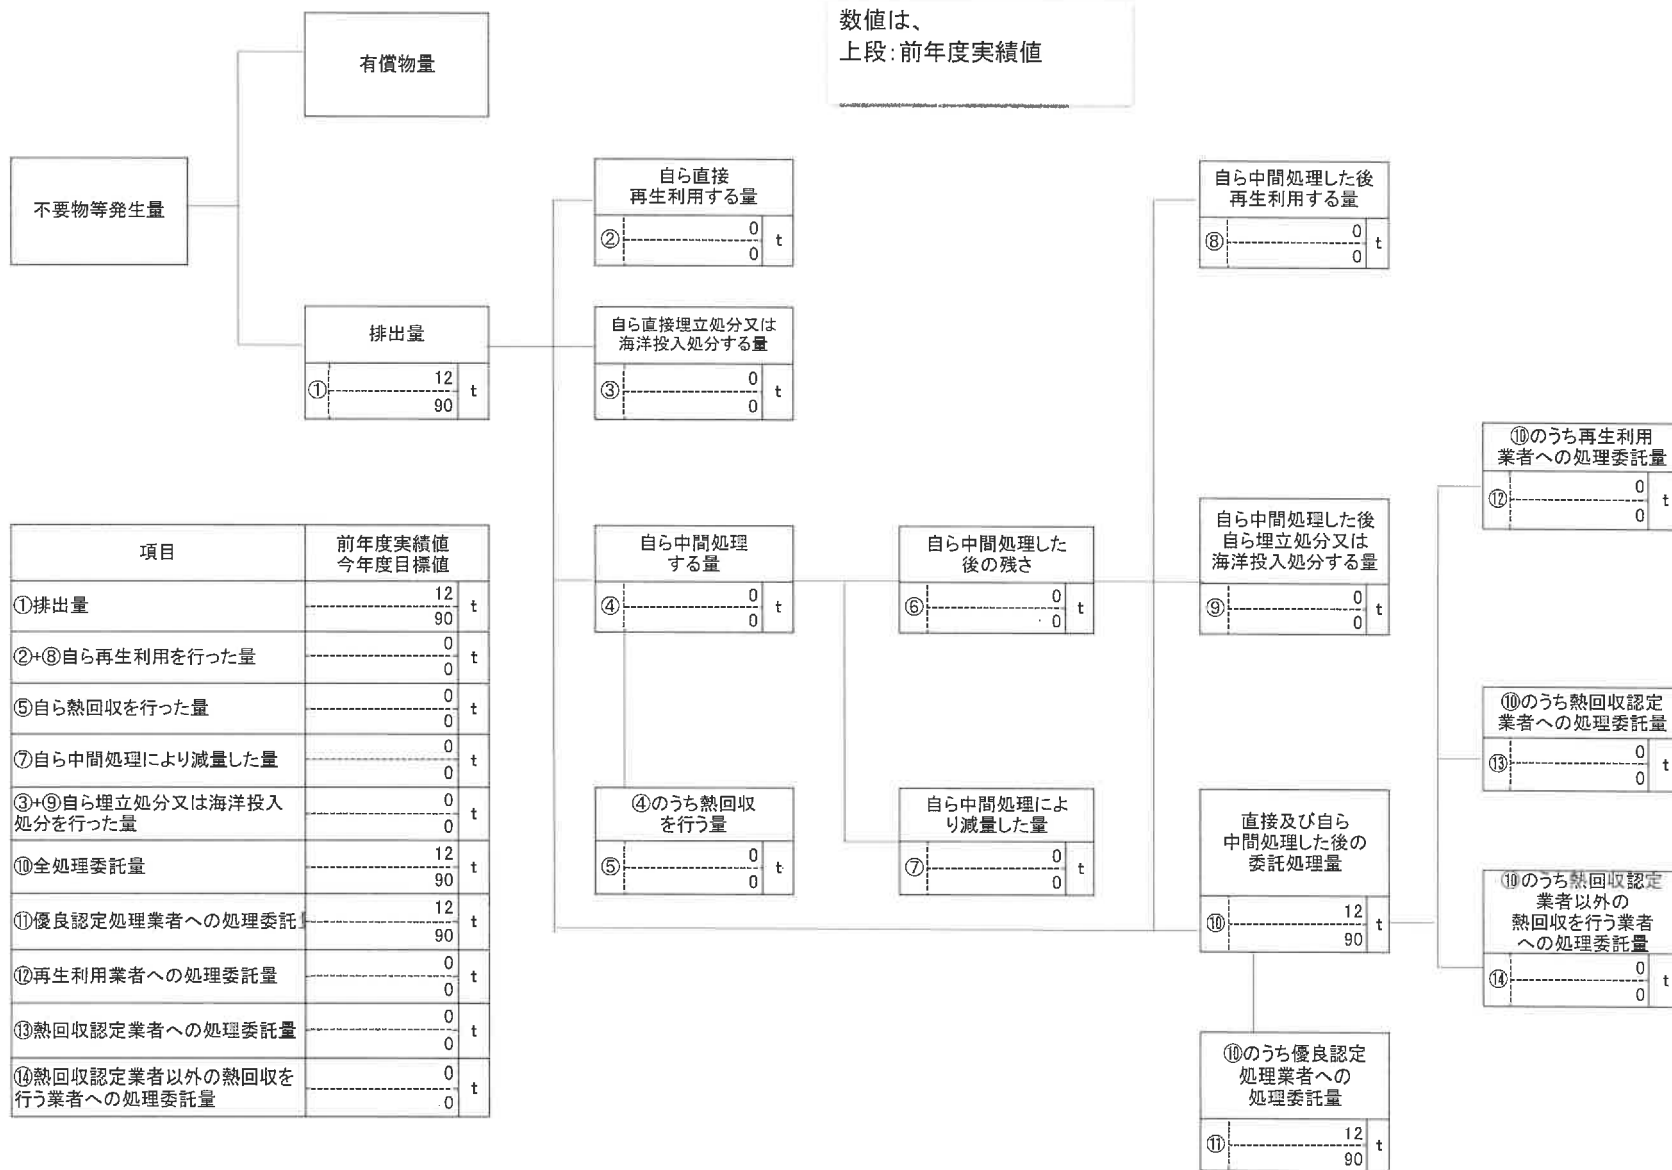 数値は、
上段:前年度実績値
有償物量
不要物等発生量
排出量
① 12 t
90
自ら直接
再生利用する量
② 0 t
0
自ら直接埋立処分又は
海洋投入処分する量
③ 0 t
0
自ら中間処理
する量
④ 0 t
0
④のうち熱回収
を行う量
⑤ 0 t
0
自ら中間処理した
後の残さ
⑥ 0 t
0
自ら中間処理によ
り減量した量
⑦ 0 t
0
自ら中間処理した後
再生利用する量
⑧ 0 t
0
自ら中間処理した後
自ら埋立処分又は
海洋投入処分する量
⑨ 0 t
0
直接及び自ら
中間処理した後の
委託処理量
⑩ 12 t
90
⑩のうち優良認定
処理業者への
処理委託量
⑪ 12 t
90
⑩のうち再生利用
業者への処理委託量
⑫ 0 t
0
⑩のうち熱回収認定
業者への処理委託量
⑬ 0 t
0
⑩のうち熱回収認定
業者以外の
熱回収を行う業者
への処理委託量
⑭ 0 t
0
項目 前年度実績値
今年度目標値
①排出量 12 t
90
②+⑧自ら再生利用を行った量 0 t
0
⑤自ら熱回収を行った量 0 t
0
⑦自ら中間処理により減量した量 0 t
0
③+⑨自ら埋立処分又は海洋投入
処分を行った量 0 t
0
⑩全処理委託量 12 t
90
⑪優良認定処理業者への処理委託 12 t
90
⑫再生利用業者への処理委託量 0 t
0
⑬熱回収認定業者への処理委託量 0 t
0
⑭熱回収認定業者以外の熱回収を
行う業者への処理委託量 0 t
0